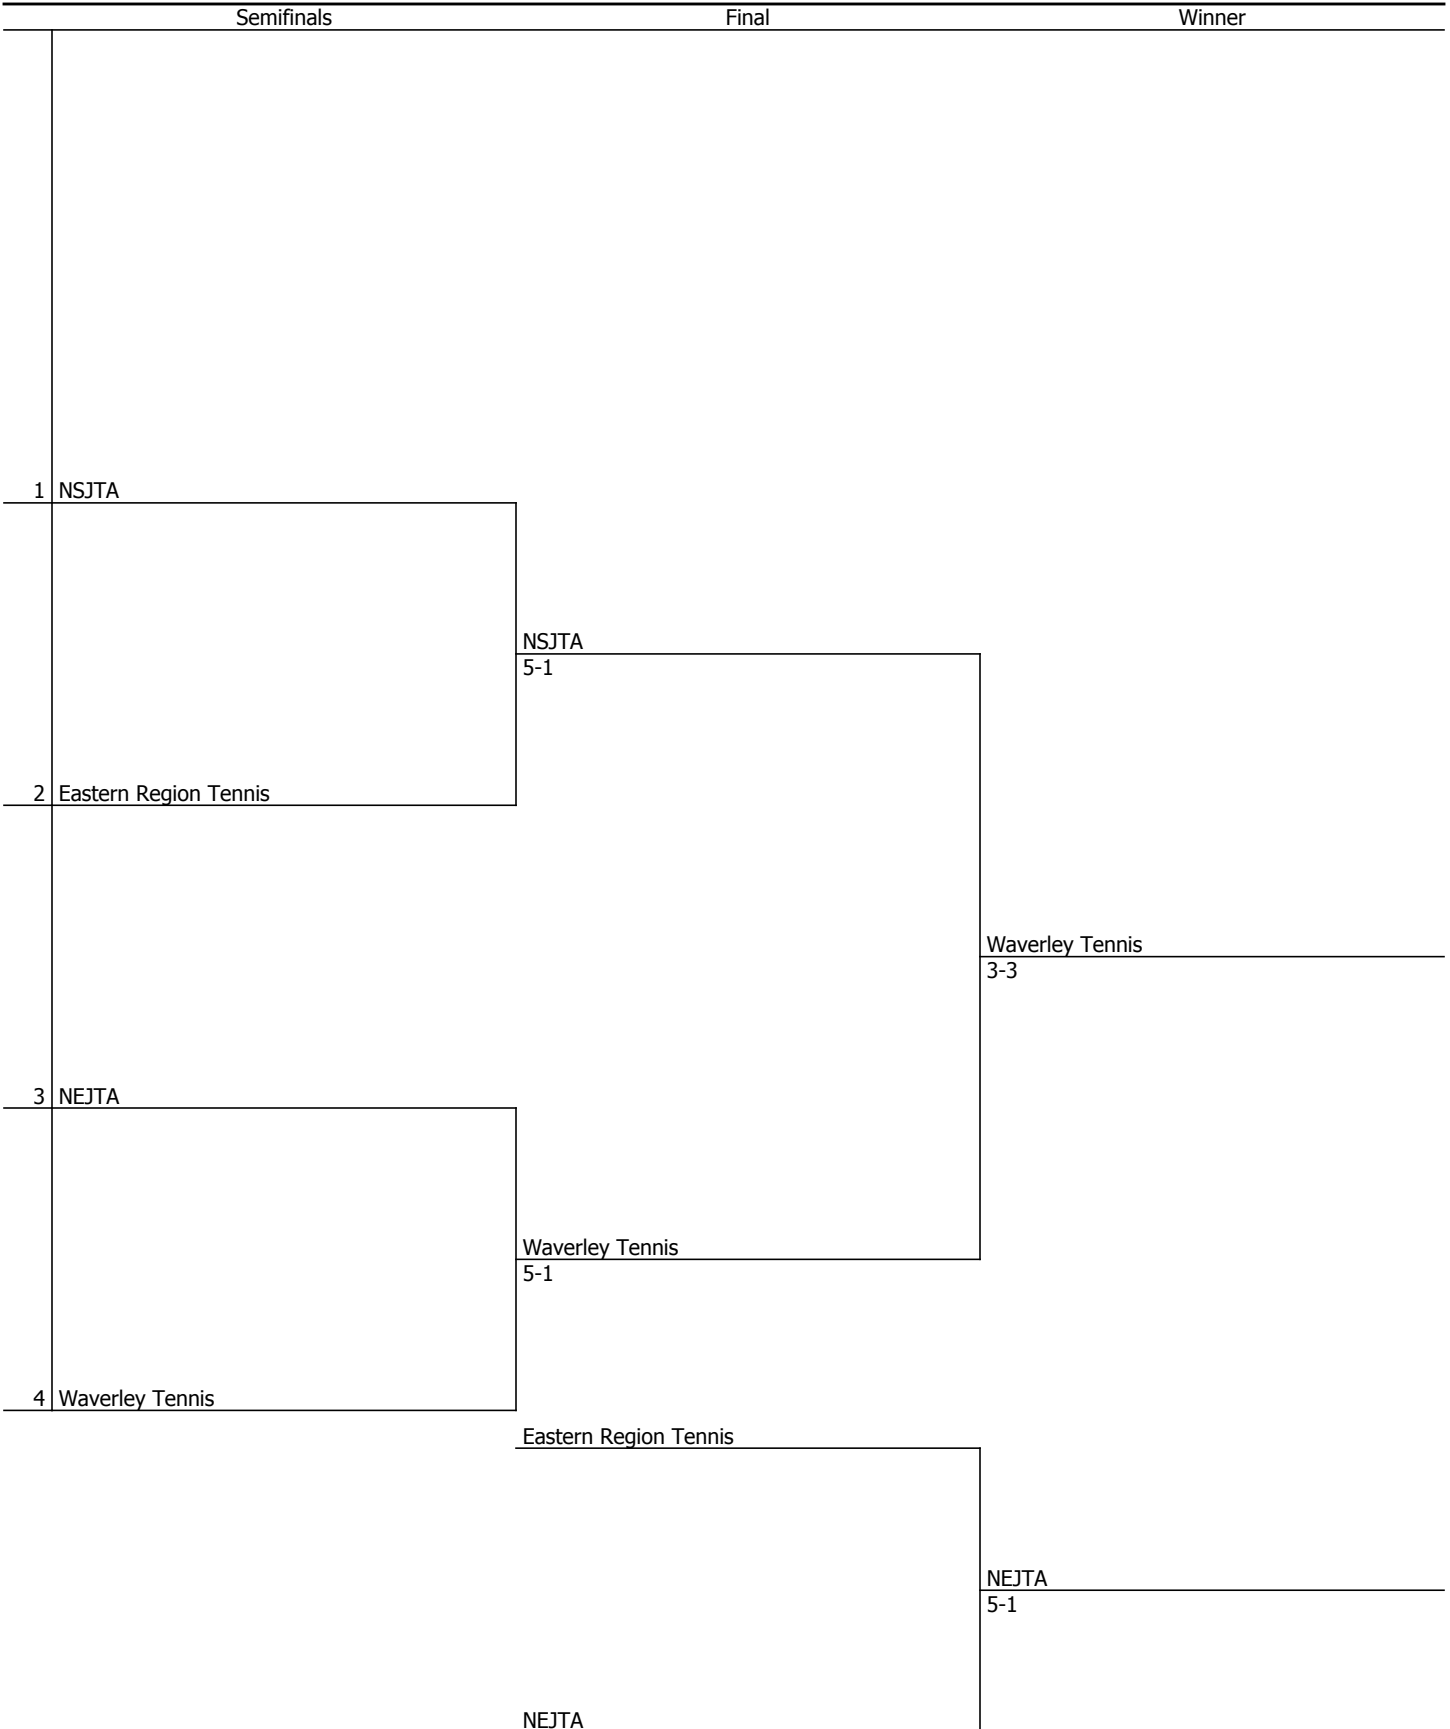 Semifinals Final Winner
1 NSJTA
NSJTA
5-1
2 Eastern Region Tennis
Waverley Tennis
3-3
3 NEJTA
Waverley Tennis
5-1
4 Waverley Tennis
Eastern Region Tennis
NEJTA
5-1
NEJTA